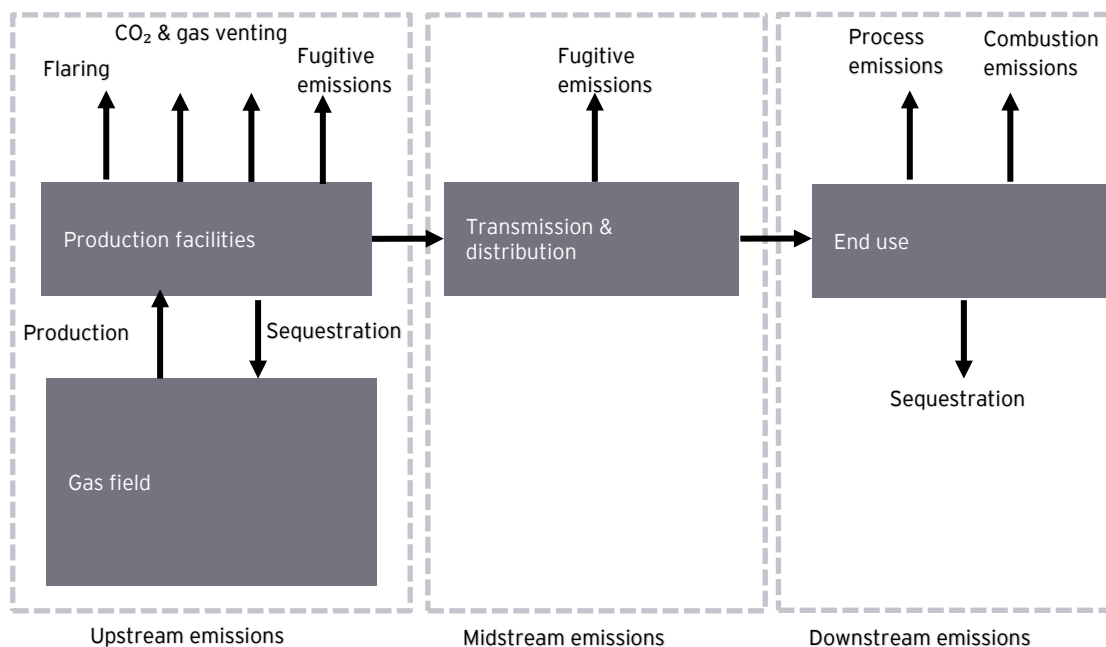 CO₂ & gas venting
Flaring
Fugitive
emissions
Production facilities
Production
Sequestration
Gas field
Upstream emissions
Fugitive
emissions
Transmission &
distribution
Midstream emissions
Process
emissions
Combustion
emissions
End use
Sequestration
Downstream emissions